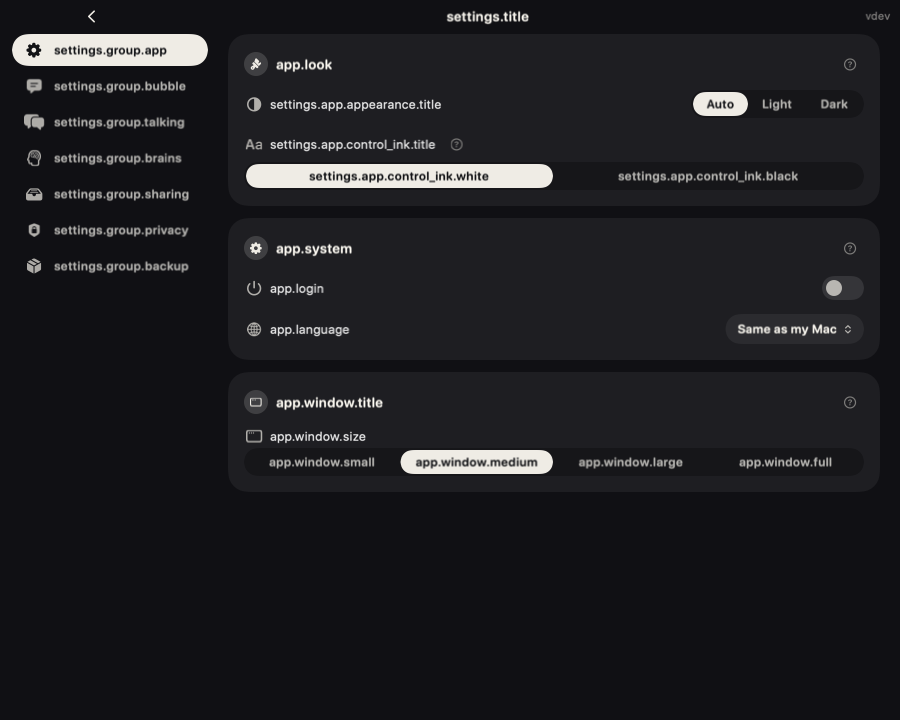 settings.title
vdev
settings.group.app
settings.group.bubble
settings.group.talking
settings.group.brains
settings.group.sharing
settings.group.privacy
settings.group.backup
app.look
settings.app.appearance.title
Auto Light Dark
Aa settings.app.control_ink.title
settings.app.control_ink.white settings.app.control_ink.black
app.system
app.login
app.language
Same as my Mac
app.window.title
app.window.size
app.window.small app.window.medium app.window.large app.window.full